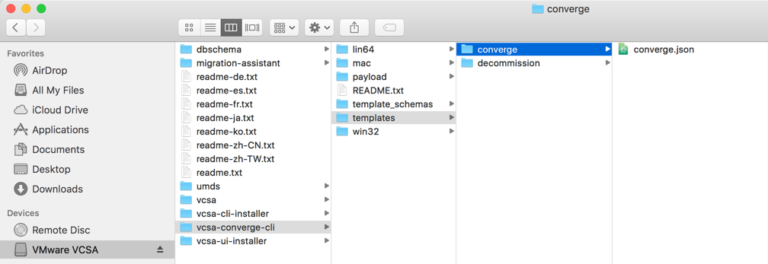 converge
Favorites
AirDrop
All My Files
iCloud Drive
Applications
Documents
Desktop
Downloads
Devices
Remote Disc
VMware VCSA
dbschema
migration-assistant
readme-de.txt
readme-es.txt
readme-fr.txt
readme-ja.txt
readme-ko.txt
readme-zh-CN.txt
readme-zh-TW.txt
readme.txt
umds
vcsa
vcsa-cli-installer
vcsa-converge-cli
vcsa-ui-installer
lin64
mac
payload
README.txt
template_schemas
templates
win32
converge
decommission
converge.json